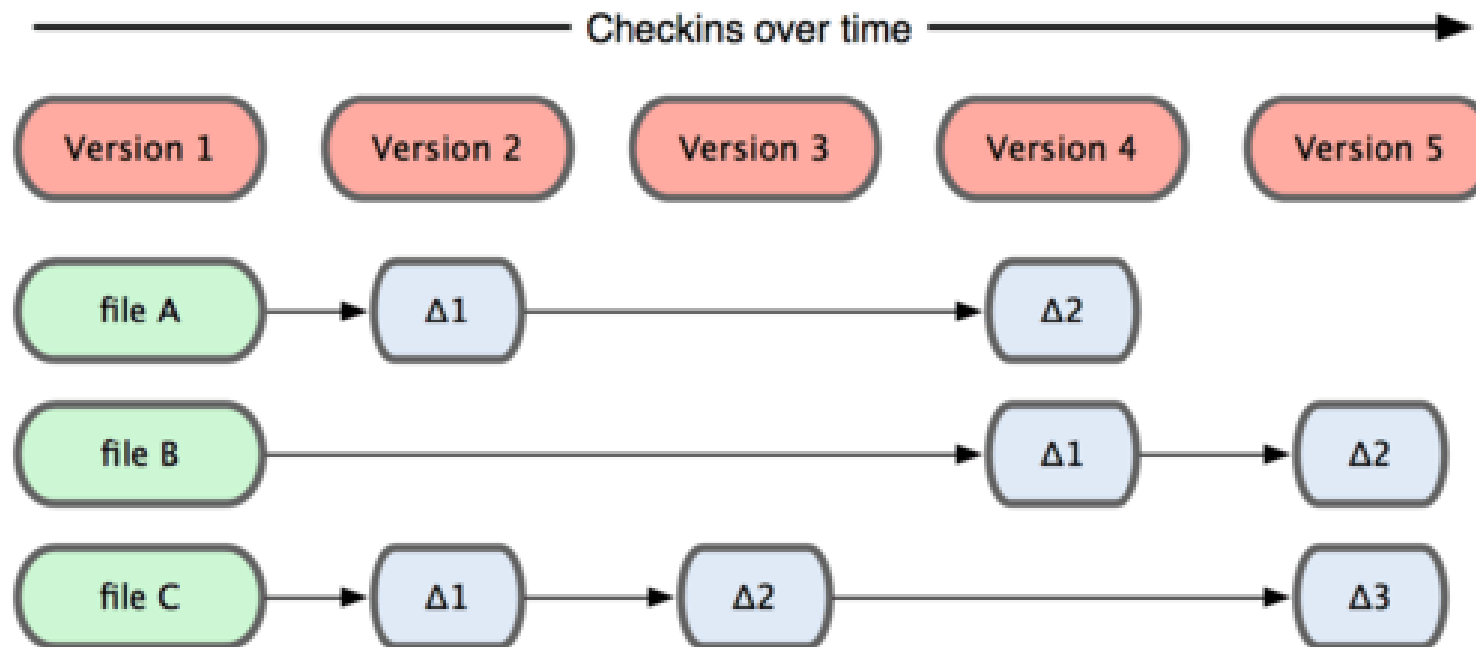 Checkins over time
Version 1 Version 2 Version 3 Version 4 Version 5
file A Δ1 Δ2
file B Δ1 Δ2
file C Δ1 Δ2 Δ3